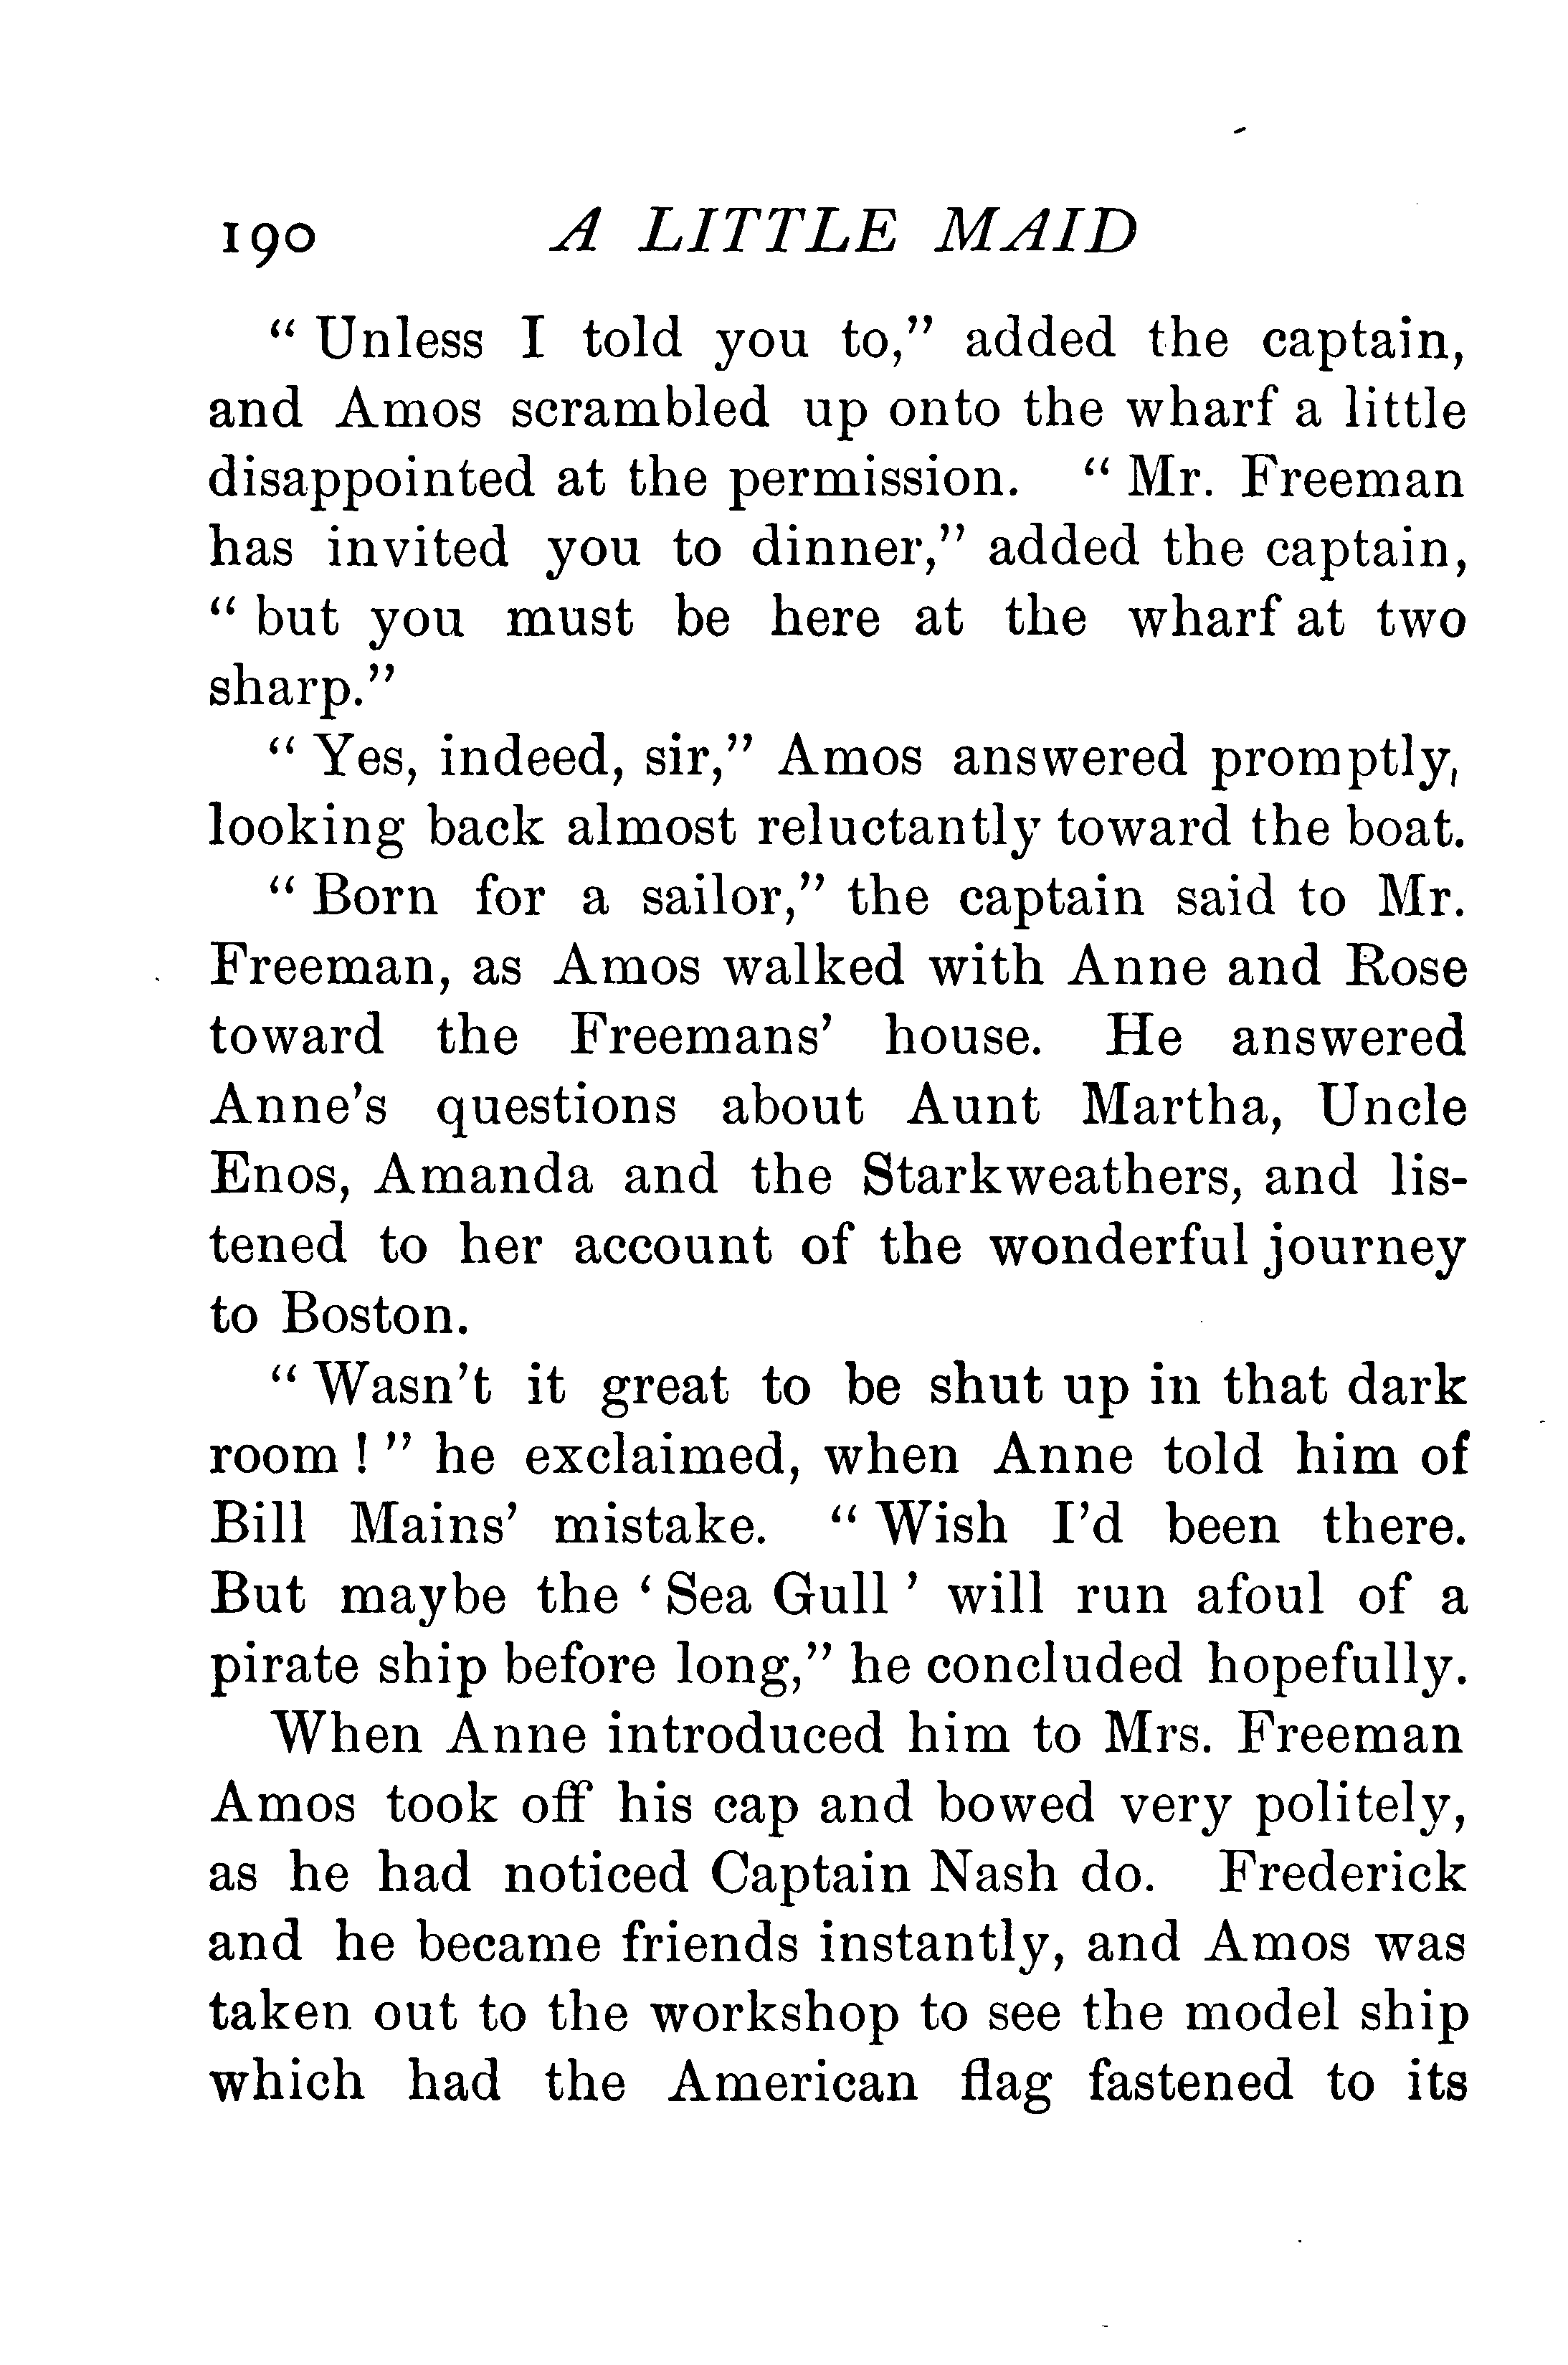 190 A LITTLE MAID
“ Unless I told you to,” added the captain,
and Amos scrambled up onto the wharf a little
disappointed at the permission. “ Mr. Freeman
has invited you to dinner,” added the captain,
“ but you must be here at the wharf at two
sharp.”
“ Yes, indeed, sir,” Amos answered promptly,
looking back almost reluctantly toward the boat.
“ Born for a sailor,” the captain said to Mr.
Freeman, as Amos walked with Anne and Rose
toward the Freemans’ house. He answered
Anne’s questions about Aunt Martha, Uncle
Enos, Amanda and the Starkweathers, and lis-
tened to her account of the wonderful journey
to Boston.
“ Wasn’t it great to be shut up in that dark
room ! ” he exclaimed, when Anne told him of
Bill Mains’ mistake. “ Wish I’d been there.
But maybe the ‘ Sea Gull ’ will run afoul of a
pirate ship before long,” he concluded hopefully.
When Anne introduced him to Mrs. Freeman
Amos took off his cap and bowed very politely,
as he had noticed Captain Nash do. Frederick
and he became friends instantly, and Amos was
taken out to the workshop to see the model ship
which had the American flag fastened to its